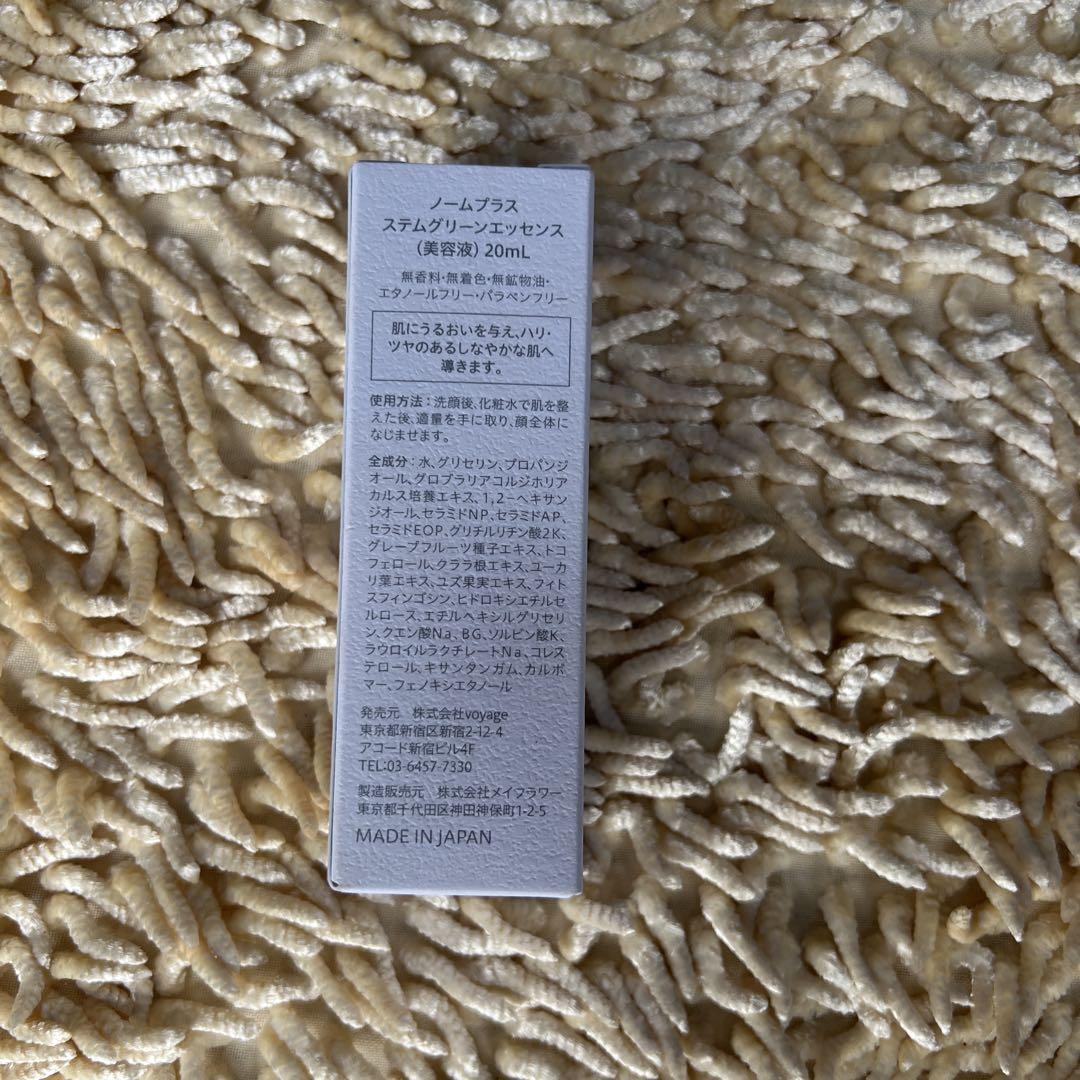 ノームプラス
ステムグリーンエッセンス
(美容液) 20mL
無香料・無着色・無鉱物油・
エタノールフリー・パラベンフリー
肌にうるおいを与え、ハリ・
ツヤのあるしなやかな肌へ
導きます。
使用方法：洗顔後、化粧水で肌を整
えた後、適量を手に取り、顔全体に
なじませます。
全成分：水、グリセリン、プロパンジ
オール、グロブラリアコルジホリア
カルス培養エキス、1,2－ヘキサン
ジオール、セラミドNP、セラミドAP、
セラミドEOP、グリチルリチン酸2K、
グレープフルーツ種子エキス、トコ
フェロール、クララ根エキス、ユーカ
リ葉エキス、ユズ果実エキス、フィト
スフィンゴシン、ヒドロキシエチルセ
ルロース、エチルヘキシルグリセリ
ン、クエン酸Na、BG、ソルビン酸K、
ラウロイルラクチレートNa、コレス
テロール、キサンタンガム、カルボ
マー、フェノキシエタノール
発売元　株式会社voyage
東京都新宿区新宿2-12-4
アコード新宿ビル4F
TEL:03-6457-7330
製造販売元　株式会社メイフラワー
東京都千代田区神田神保町1-2-5
MADE IN JAPAN